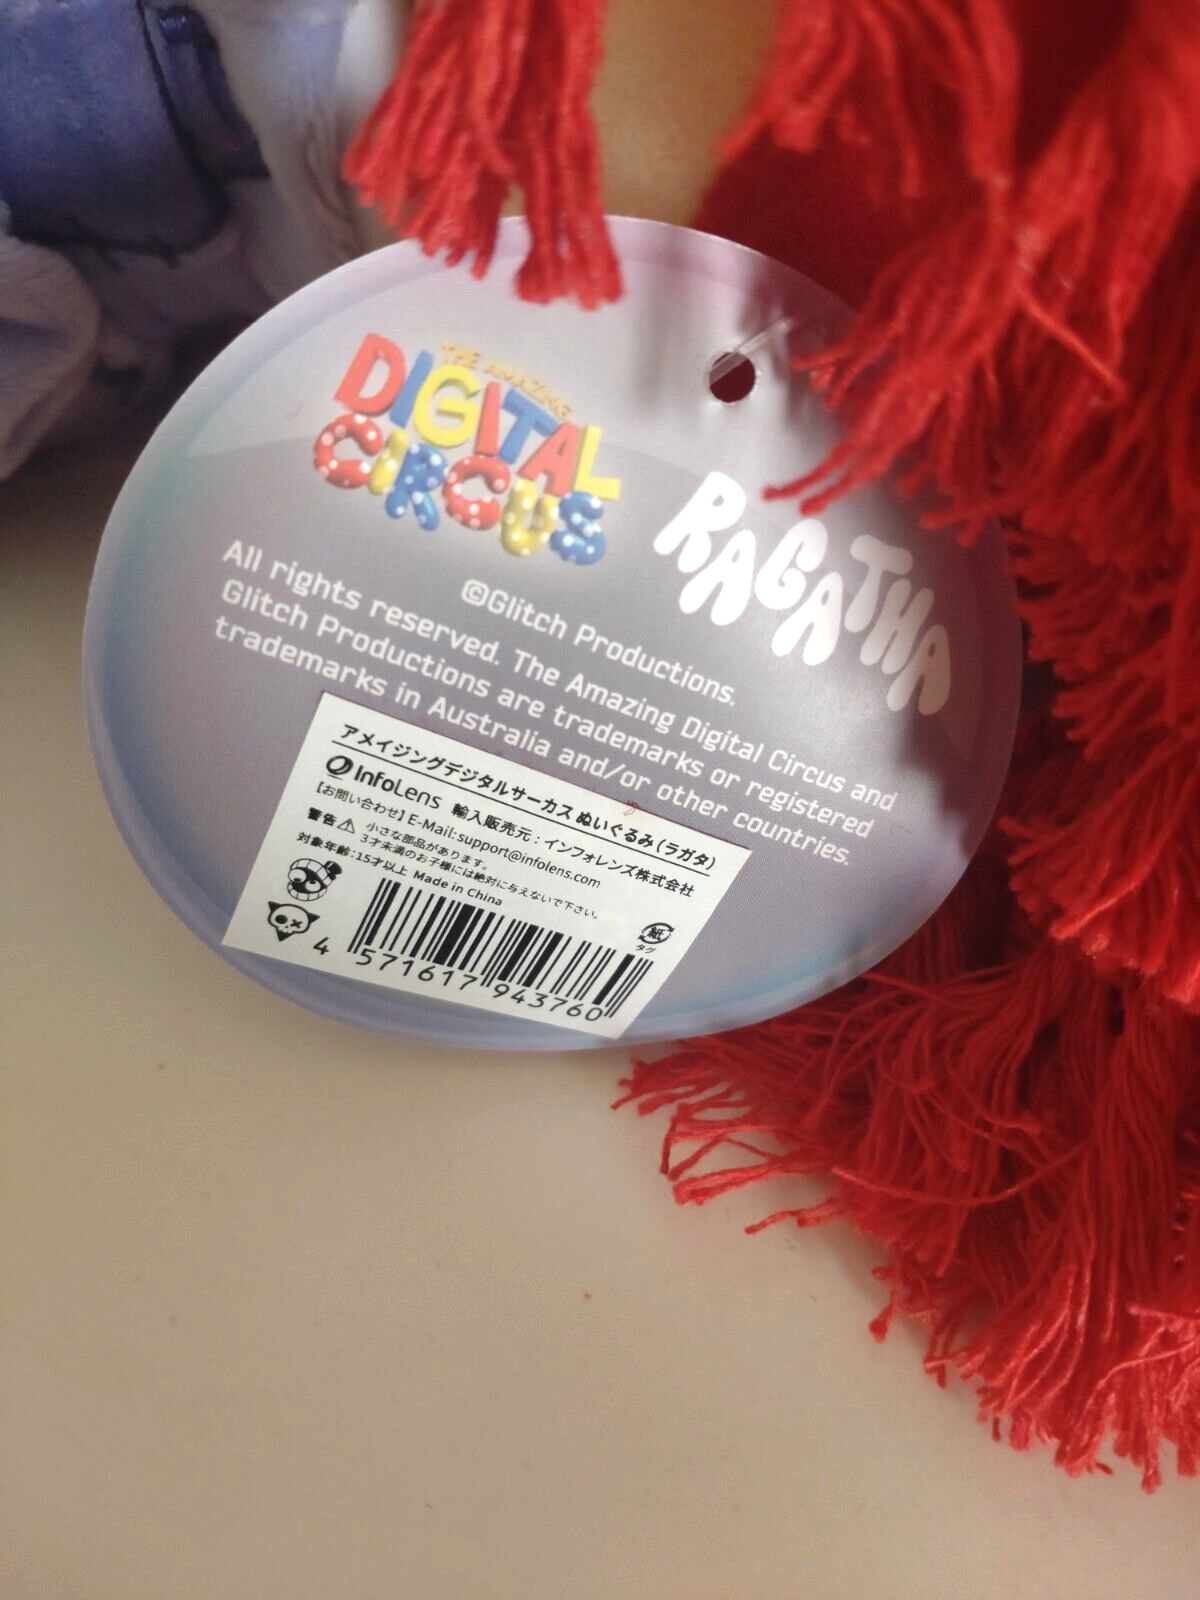 THE AMAZING
DIGITAL
CIRCUS
RAGATHA
©Glitch Productions.
All rights reserved. The Amazing Digital Circus and
Glitch Productions are trademarks or registered
trademarks in Australia and/or other countries.
アメイジングデジタルサーカス ぬいぐるみ(ラガタ)
InfoLens 輸入販売元:インフォレンズ株式会社
【お問い合わせ】E-Mail:support@infolens.com
警告⚠ 小さな部品があります。
3才未満のお子様には絶対に与えないで下さい。
対象年齢:15才以上 Made in China
紙
タグ
4 571617 943760